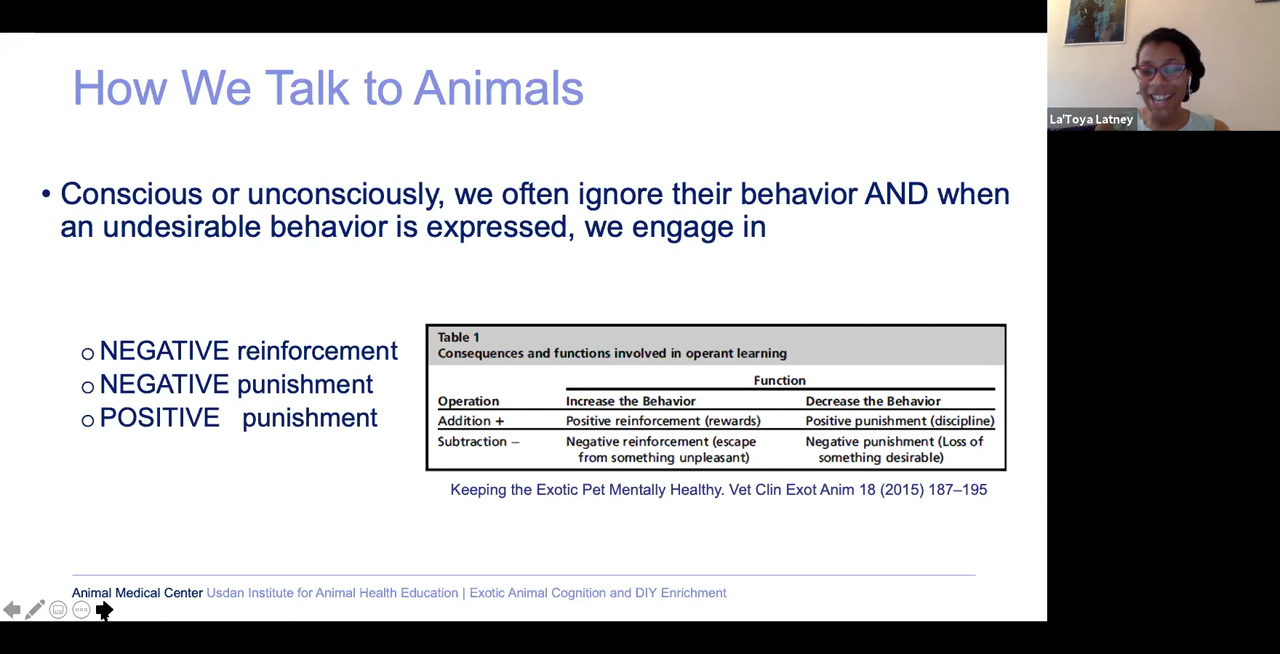 How We Talk to Animals
La'Toya Latney
• Conscious or unconsciously, we often ignore their behavior AND when
an undesirable behavior is expressed, we engage in
o NEGATIVE reinforcement
o NEGATIVE punishment
o POSITIVE punishment
Table 1
Consequences and functions involved in operant learning
Function
Operation Increase the Behavior Decrease the Behavior
Addition + Positive reinforcement (rewards) Positive punishment (discipline)
Subtraction − Negative reinforcement (escape Negative punishment (Loss of
from something unpleasant) something desirable)
Keeping the Exotic Pet Mentally Healthy. Vet Clin Exot Anim 18 (2015) 187–195
Animal Medical Center Usdan Institute for Animal Health Education | Exotic Animal Cognition and DIY Enrichment